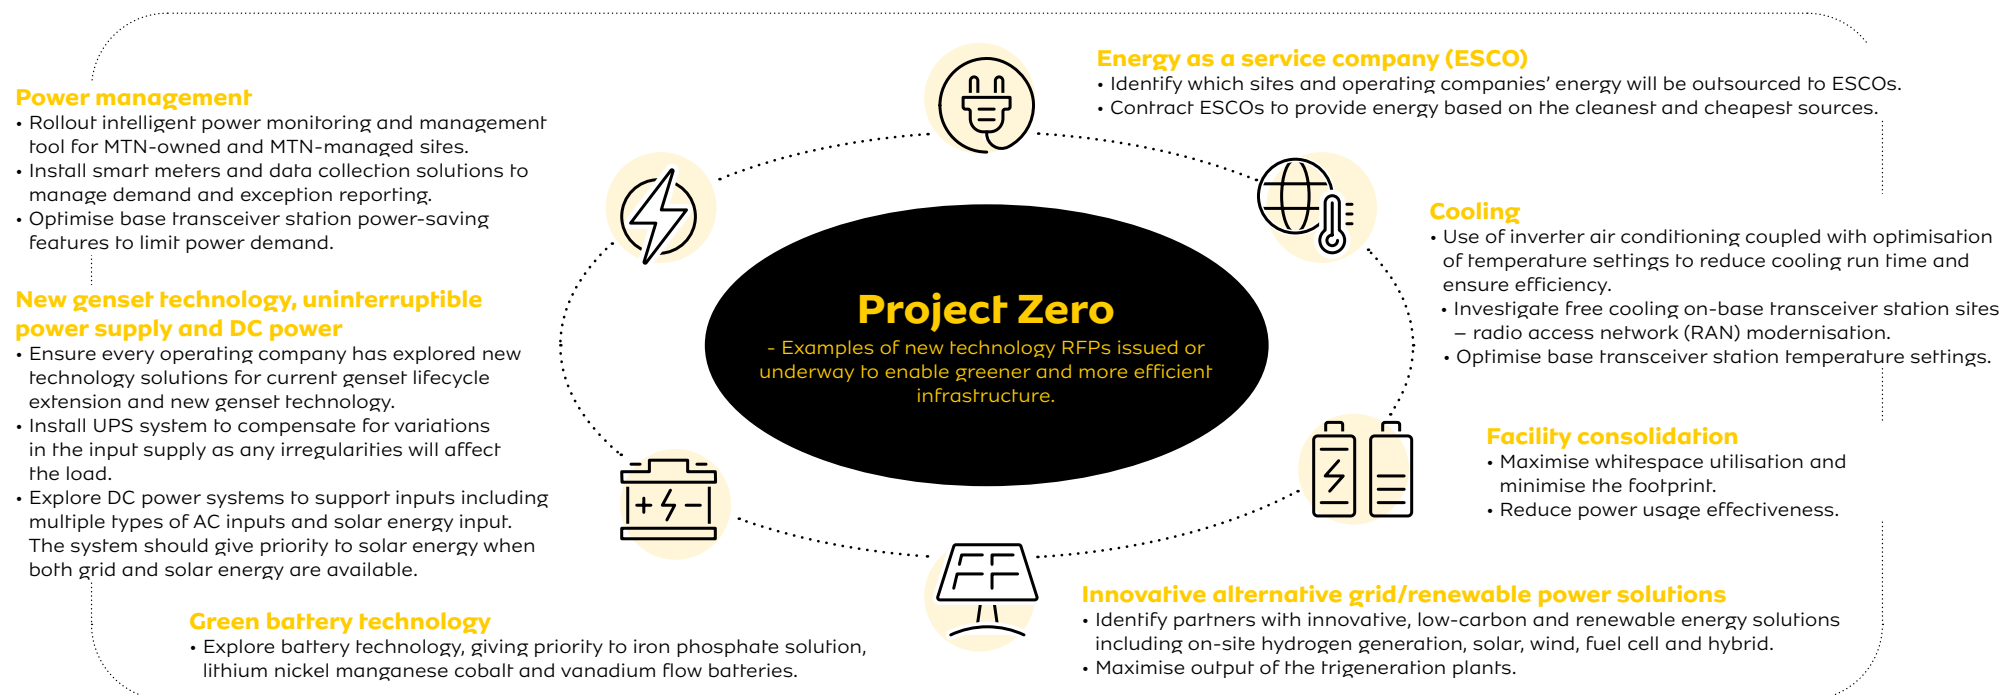 Power management
• Rollout intelligent power monitoring and management
tool for MTN-owned and MTN-managed sites.
• Install smart meters and data collection solutions to
manage demand and exception reporting.
• Optimise base transceiver station power-saving
features to limit power demand.
New genset technology, uninterruptible
power supply and DC power
• Ensure every operating company has explored new
technology solutions for current genset lifecycle
extension and new genset technology.
• Install UPS system to compensate for variations
in the input supply as any irregularities will affect
the load.
• Explore DC power systems to support inputs including
multiple types of AC inputs and solar energy input.
The system should give priority to solar energy when
both grid and solar energy are available.
Green battery technology
• Explore battery technology, giving priority to iron phosphate solution,
lithium nickel manganese cobalt and vanadium flow batteries.
Project Zero
- Examples of new technology RFPs issued or
underway to enable greener and more efficient
infrastructure.
Energy as a service company (ESCO)
• Identify which sites and operating companies’ energy will be outsourced to ESCOs.
• Contract ESCOs to provide energy based on the cleanest and cheapest sources.
Cooling
• Use of inverter air conditioning coupled with optimisation
of temperature settings to reduce cooling run time and
ensure efficiency.
• Investigate free cooling on-base transceiver station sites
– radio access network (RAN) modernisation.
• Optimise base transceiver station temperature settings.
Facility consolidation
• Maximise whitespace utilisation and
minimise the footprint.
• Reduce power usage effectiveness.
Innovative alternative grid/renewable power solutions
• Identify partners with innovative, low-carbon and renewable energy solutions
including on-site hydrogen generation, solar, wind, fuel cell and hybrid.
• Maximise output of the trigeneration plants.